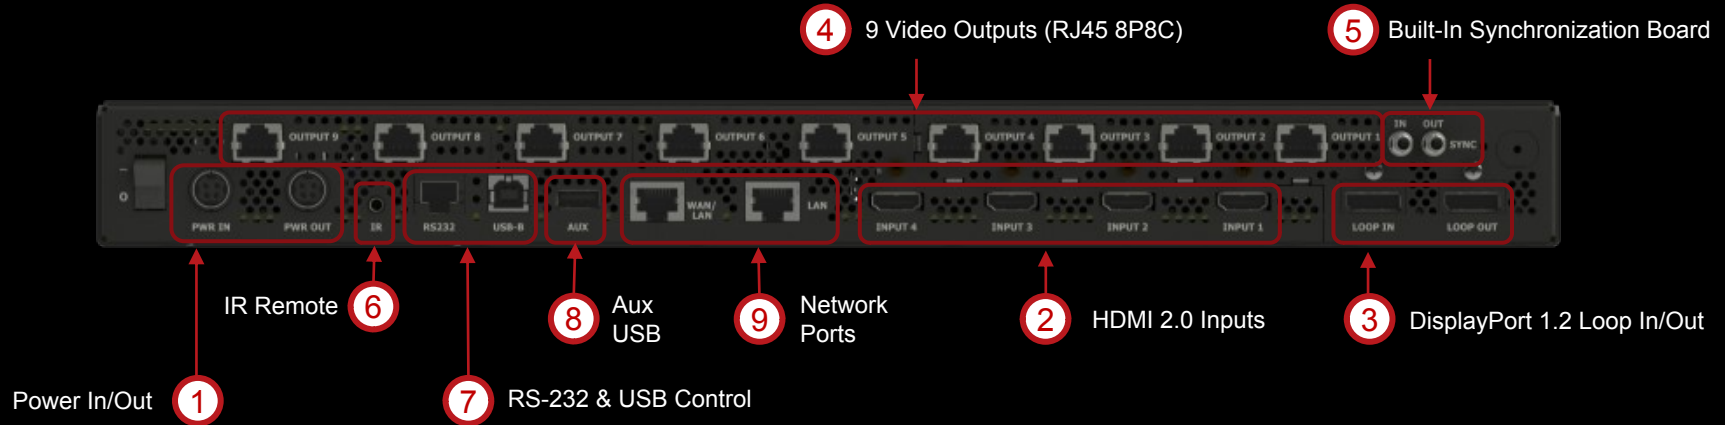 4 9 Video Outputs (RJ45 8P8C)
5 Built-In Synchronization Board
OUTPUT 9 OUTPUT 8 OUTPUT 7 OUTPUT 6 OUTPUT 5 OUTPUT 4 OUTPUT 3 OUTPUT 2 OUTPUT 1
IN OUT
SYNC
PWR IN PWR OUT IR RS232 USB-B AUX
WAN/
LAN
LAN
INPUT 4 INPUT 3 INPUT 2 INPUT 1 LOOP IN LOOP OUT
IR Remote 6
8 Aux
USB
9 Network
Ports
2 HDMI 2.0 Inputs
3 DisplayPort 1.2 Loop In/Out
Power In/Out 1
7 RS-232 & USB Control